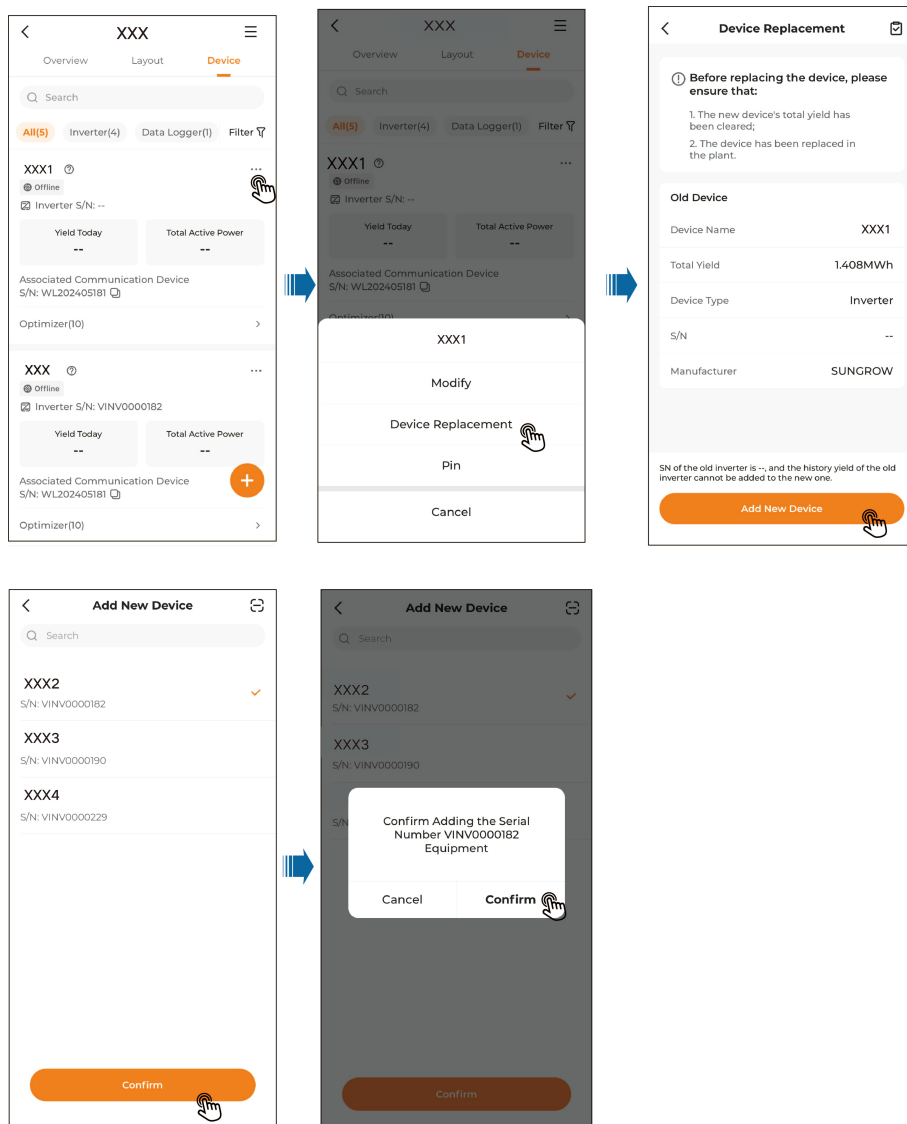 XXX
Overview Layout Device
Search
All(5) Inverter(4) Data Logger(1) Filter
XXX1
Offline
Inverter S/N: --
Yield Today Total Active Power
-- --
Associated Communication Device
S/N: WL202405181
Optimizer(10)
XXX
Offline
Inverter S/N: VINV0000182
Yield Today Total Active Power
-- --
Associated Communication Device
S/N: WL202405181
Optimizer(10)
XXX
Overview Layout Device
Search
All(5) Inverter(4) Data Logger(1) Filter
XXX1
Offline
Inverter S/N: --
Yield Today Total Active Power
-- --
Associated Communication Device
S/N: WL202405181
Optimizer(10)
XXX1
Modify
Device Replacement
Pin
Cancel
Device Replacement
Before replacing the device, please
ensure that:
1. The new device's total yield has
been cleared;
2. The device has been replaced in
the plant.
Old Device
Device Name XXX1
Total Yield 1.408MWh
Device Type Inverter
S/N --
Manufacturer SUNGROW
SN of the old inverter is --, and the history yield of the old
inverter cannot be added to the new one.
Add New Device
Add New Device
Search
XXX2
S/N: VINV0000182
XXX3
S/N: VINV0000190
XXX4
S/N: VINV0000229
Confirm
Add New Device
Search
XXX2
S/N: VINV0000182
XXX3
S/N: VINV0000190
S/N
Confirm Adding the Serial
Number VINV0000182
Equipment
Cancel Confirm
Confirm